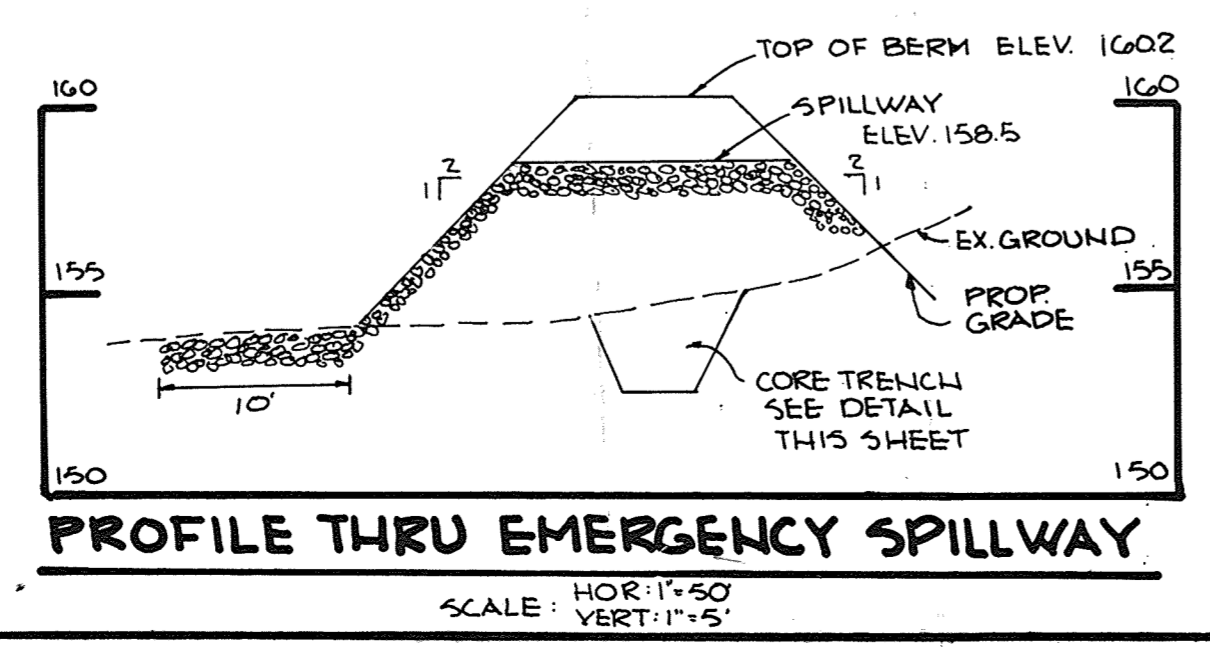 TOP OF BERM ELEV. 160.2
160
160
SPILLWAY
ELEV. 158.5
2
1
2
1
EX. GROUND
155
155
PROP.
GRADE
10'
CORE TRENCH
SEE DETAIL
THIS SHEET
150
150
PROFILE THRU EMERGENCY SPILLWAY
SCALE: HOR: 1"=50'
VERT: 1"=5'